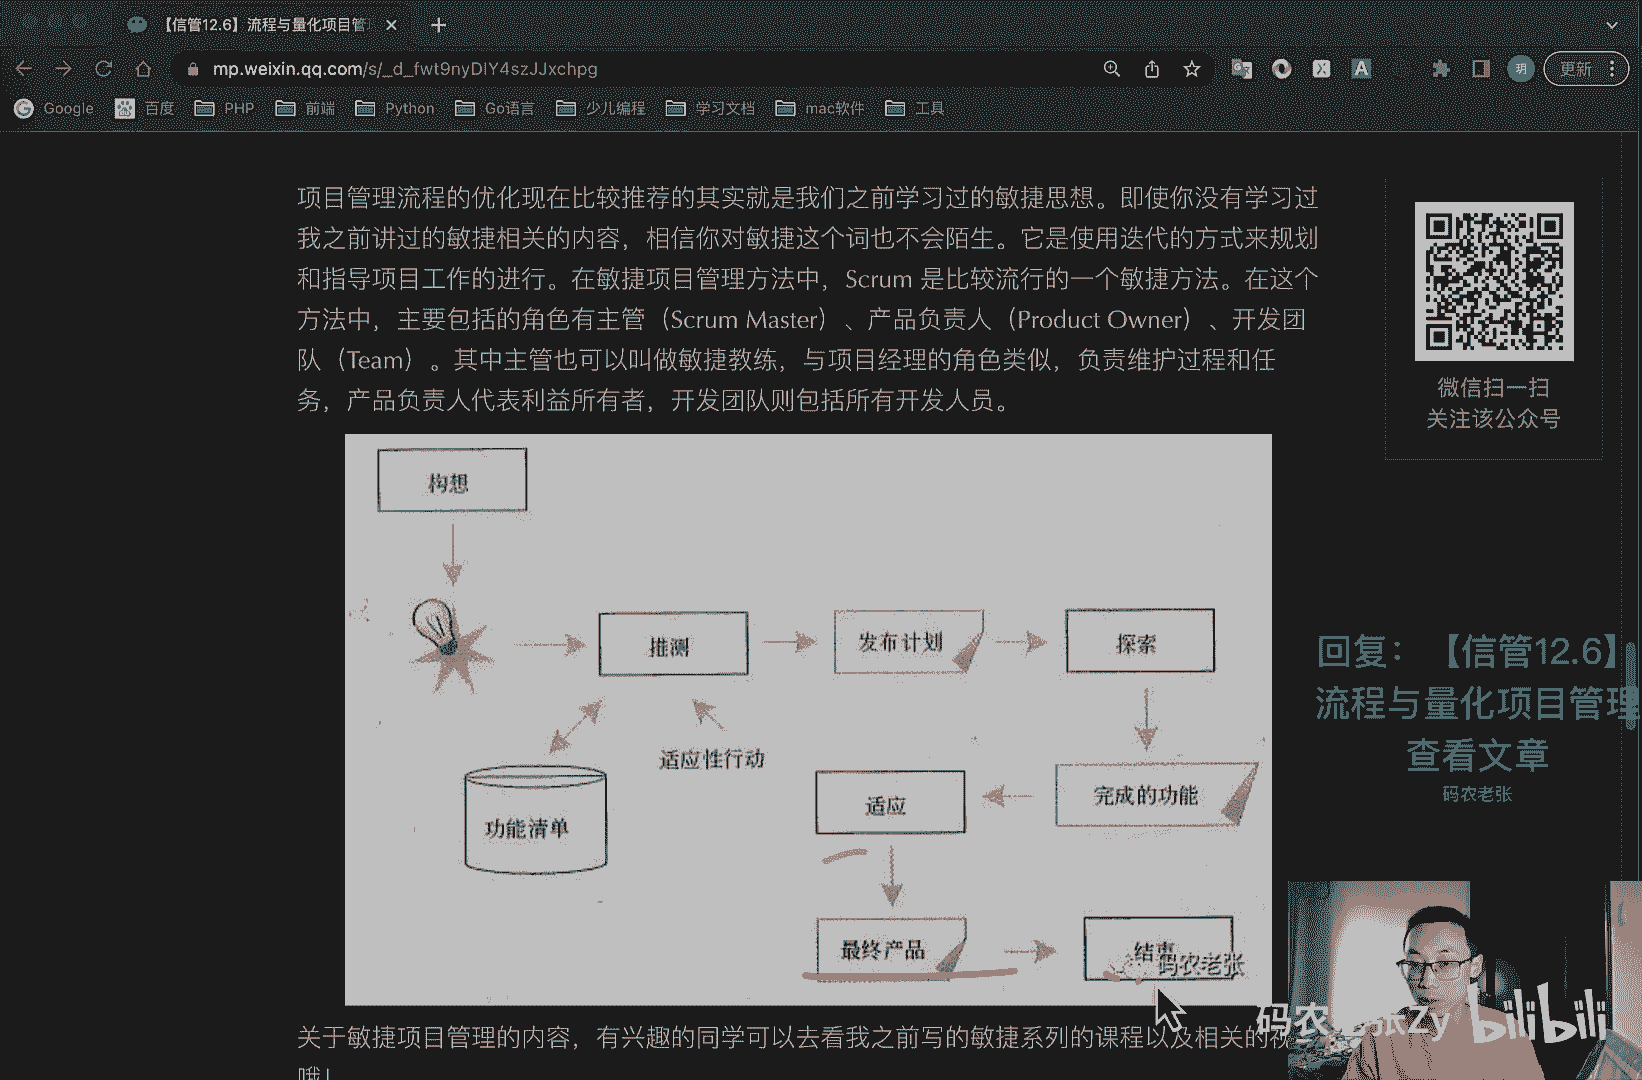 【信管12.6】流程与量化项目管
mp.weixin.qq.com/s/_d_fwt9nyDIY4szJJxchpg
更新
Google 百度 PHP 前端 Python Go语言 少儿编程 学习文档 mac软件 工具
项目管理流程的优化现在比较推荐的其实就是我们之前学习过的敏捷思想。即使你没有学习过
我之前讲过的敏捷相关的内容，相信你对敏捷这个词也不会陌生。它是使用迭代的方式来规划
和指导项目工作的进行。在敏捷项目管理方法中，Scrum 是比较流行的一个敏捷方法。在这个
方法中，主要包括的角色有主管（Scrum Master）、产品负责人（Product Owner）、开发团
队（Team）。其中主管也可以叫做敏捷教练，与项目经理的角色类似，负责维护过程和任
务，产品负责人代表利益所有者，开发团队则包括所有开发人员。
微信扫一扫
关注该公众号
构想
推测
发布计划
探索
适应性行动
功能清单
适应
完成的功能
最终产品
结束
码农老张
回复：【信管12.6】
流程与量化项目管理
查看文章
码农老张
关于敏捷项目管理的内容，有兴趣的同学可以去看我之前写的敏捷系列的课程以及相关的视
哦！
码农老张Zy bilibili